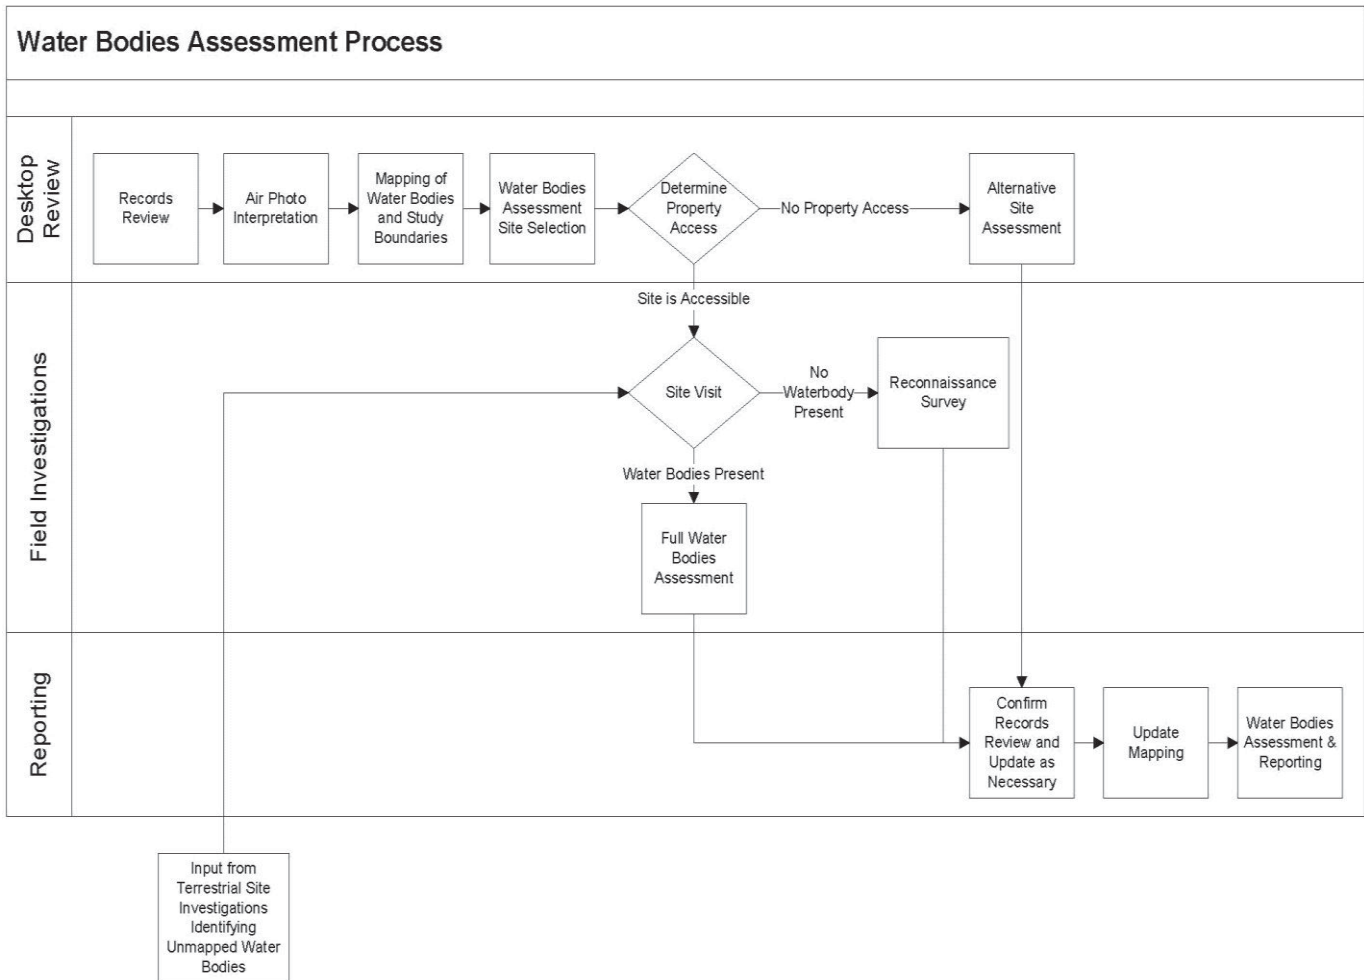 Water Bodies Assessment Process
Desktop
Review
Records
Review
Air Photo
Interpretation
Mapping of
Water Bodies
and Study
Boundaries
Water Bodies
Assessment
Site Selection
Determine
Property
Access
No Property Access
Alternative
Site
Assessment
Field Investigations
Site is Accessible
Site Visit
No
Waterbody
Present
Reconnaissance
Survey
Water Bodies Present
Full Water
Bodies
Assessment
Reporting
Confirm
Records
Review and
Update as
Necessary
Update
Mapping
Water Bodies
Assessment &
Reporting
Input from
Terrestrial Site
Investigations
Identifying
Unmapped Water
Bodies